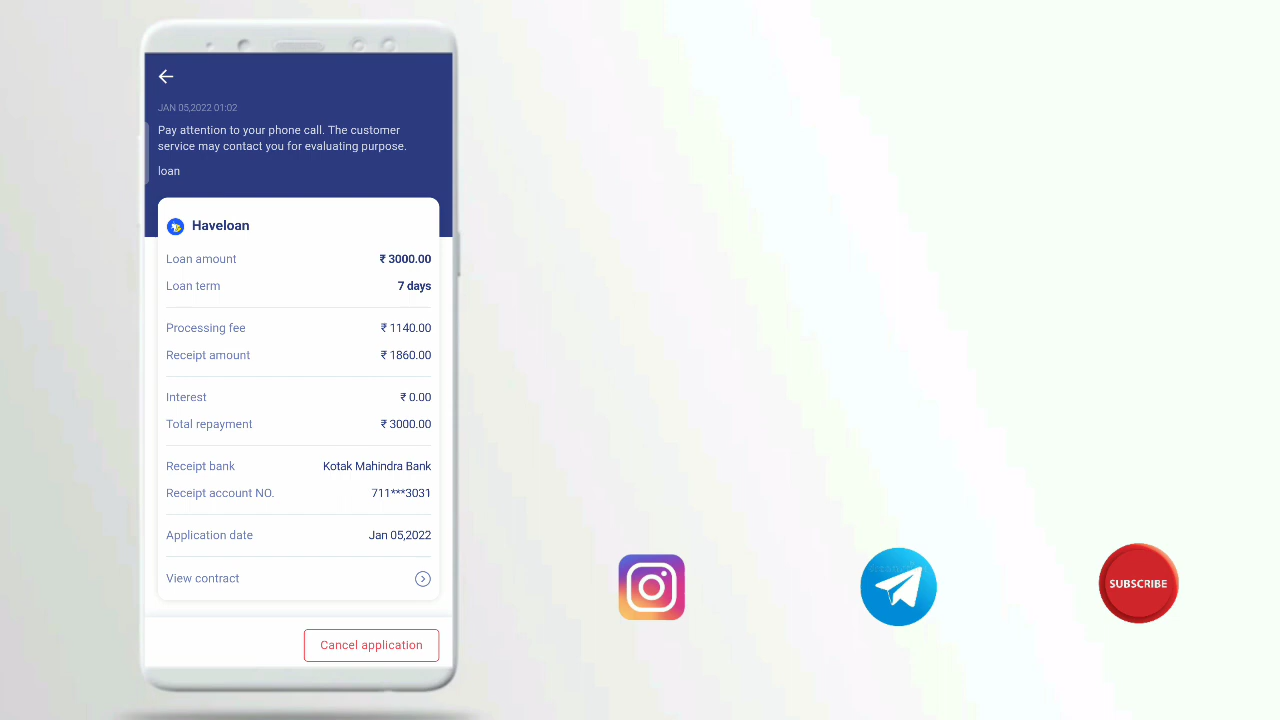 JAN 05,2022 01:02
Pay attention to your phone call. The customer
service may contact you for evaluating purpose.
loan
Haveloan
Loan amount ₹ 3000.00
Loan term 7 days
Processing fee ₹ 1140.00
Receipt amount ₹ 1860.00
Interest ₹ 0.00
Total repayment ₹ 3000.00
Receipt bank Kotak Mahindra Bank
Receipt account NO. 711***3031
Application date Jan 05,2022
View contract
Cancel application
SUBSCRIBE